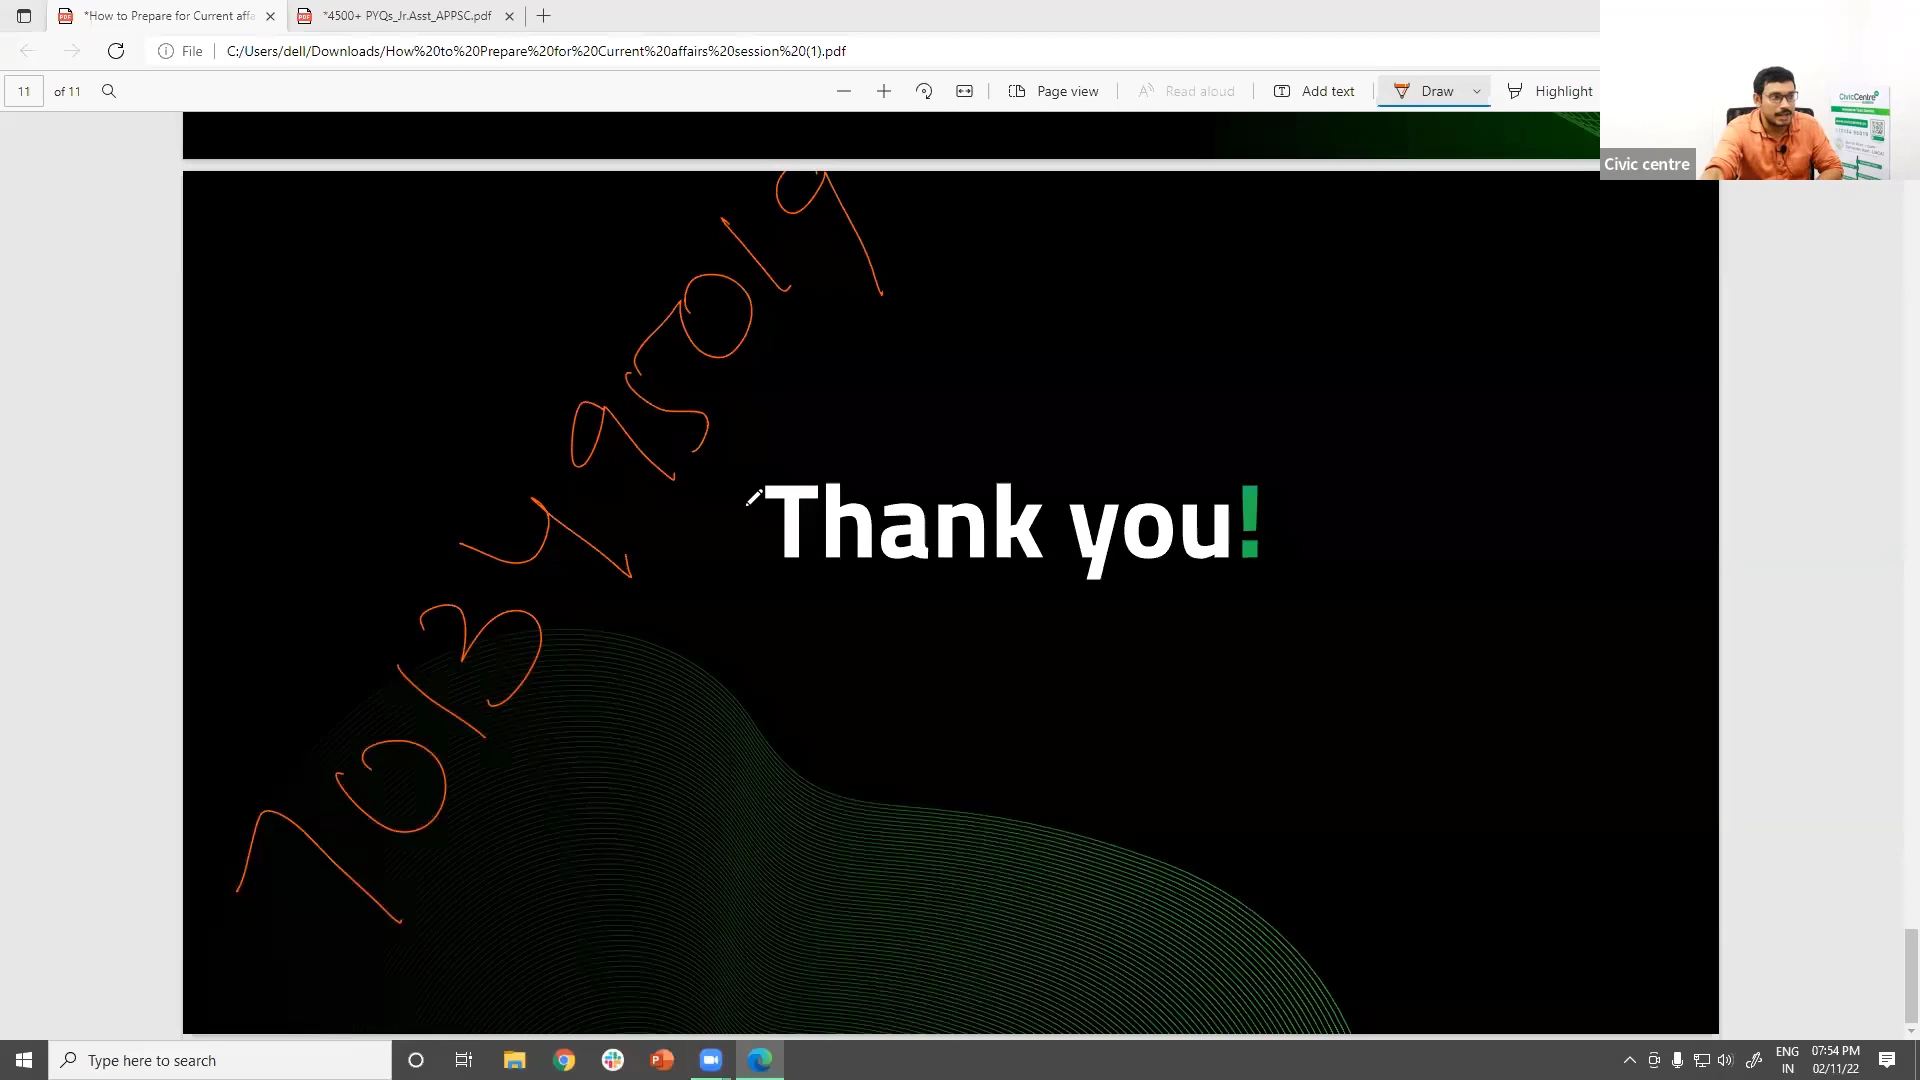 *How to Prepare for Current affa
*4500+ PYQs_Jr.Asst_APPSC.pdf
File
C:/Users/dell/Downloads/How%20to%20Prepare%20for%20Current%20affairs%20session%20(1).pdf
11 of 11
Page view
Read aloud
Add text
Draw
Highlight
CivicCentre
Civic centre
7013495019
Thank you!
Type here to search
ENG
IN
07:54 PM
02/11/22